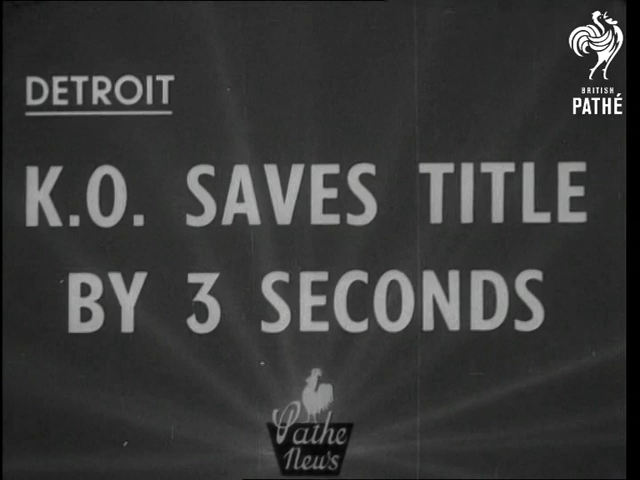 DETROIT
BRITISH
PATHÉ
K.O. SAVES TITLE
BY 3 SECONDS
Pathe
News